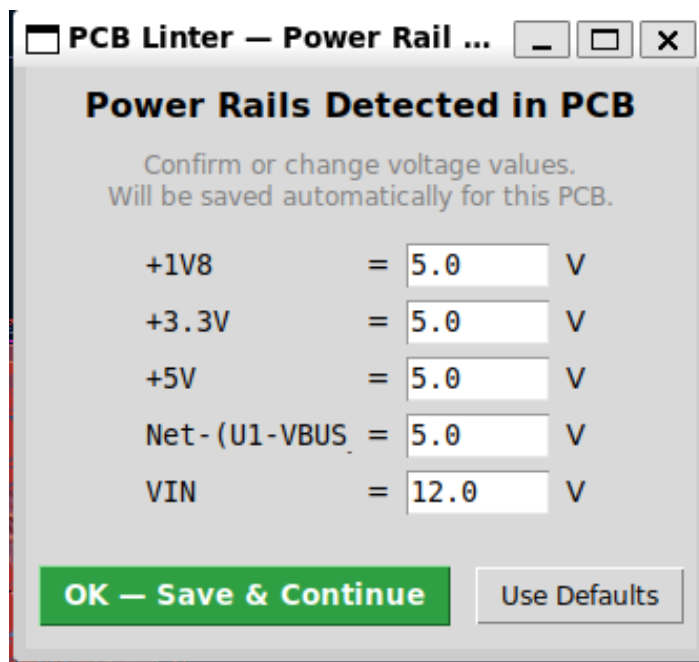 PCB Linter — Power Rail ...
Power Rails Detected in PCB
Confirm or change voltage values.
Will be saved automatically for this PCB.
+1V8 = 5.0 V
+3.3V = 5.0 V
+5V = 5.0 V
Net-(U1-VBUS_ = 5.0 V
VIN = 12.0 V
OK — Save & Continue Use Defaults